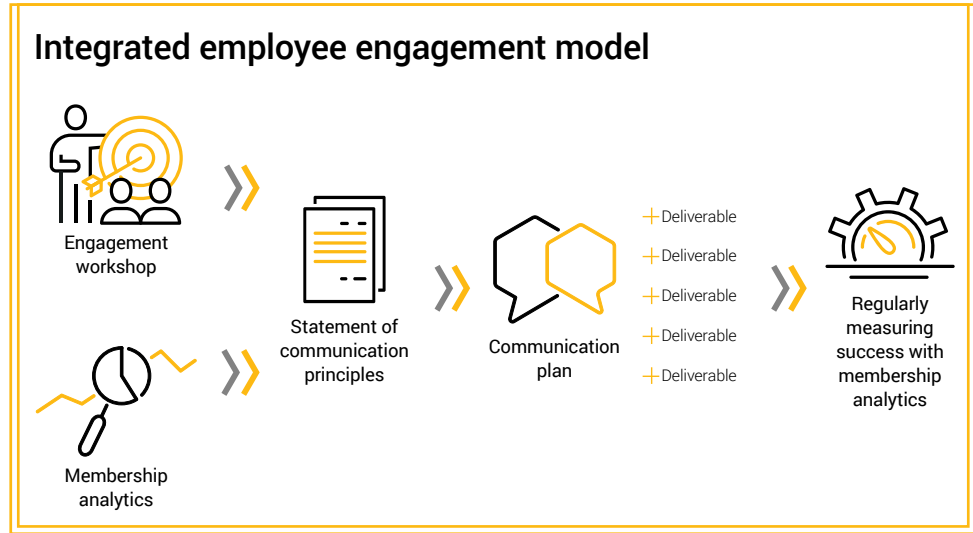 Integrated employee engagement model
Engagement
workshop
Membership
analytics
Statement of
communication
principles
Communication
plan
+Deliverable
+Deliverable
+Deliverable
+Deliverable
+Deliverable
Regularly
measuring
success with
membership
analytics